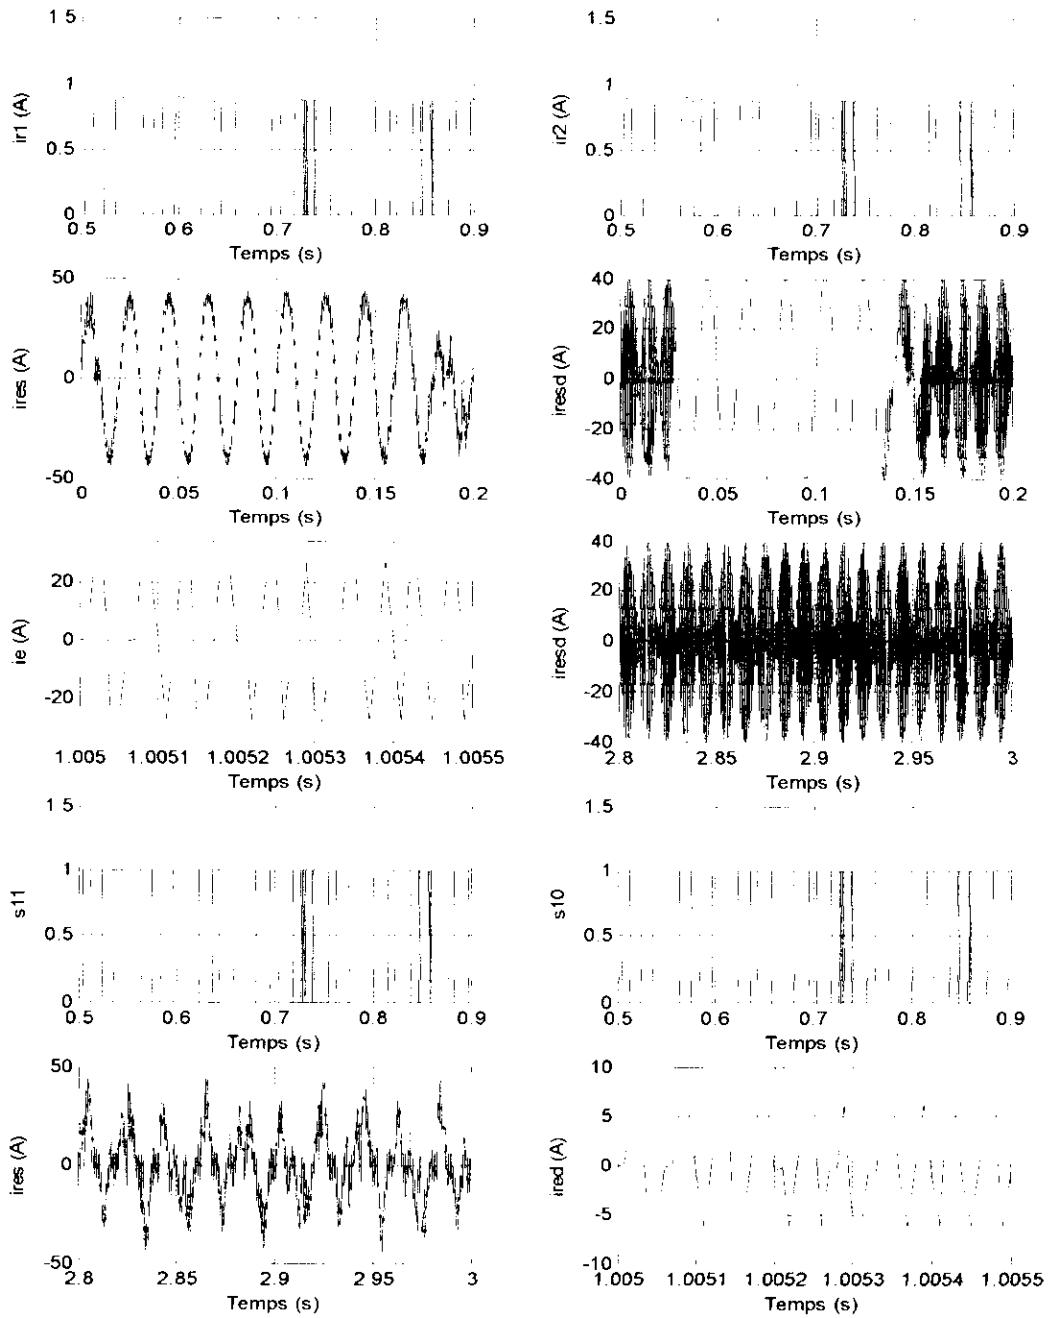 1 5
1
0.5
0
ir1 (A)
0.5 0 6 0.7 0.8 0.9
Temps (s)
1.5
1
0.5
0
ir2 (A)
0.5 0.6 0.7 0.8 0.9
Temps (s)
50
0
-50
ires (A)
0 0.05 0.1 0.15 0.2
Temps (s)
40
20
0
-20
-40
iresd (A)
0 0.05 0.1 0.15 0.2
Temps (s)
20
0
-20
ie (A)
1.005 1.0051 1.0052 1.0053 1.0054 1.0055
Temps (s)
40
20
0
-20
-40
iresd (A)
2.8 2.85 2.9 2.95 3
Temps (s)
1 5
1
0.5
0
s11
0.5 0.6 0.7 0.8 0.9
Temps (s)
1.5
1
0.5
0
s10
0.5 0.6 0.7 0.8 0.9
Temps (s)
50
0
-50
ires (A)
2.8 2.85 2.9 2.95 3
Temps (s)
10
5
0
-5
-10
ired (A)
1.005 1.0051 1.0052 1.0053 1.0054 1.0055
Temps (s)